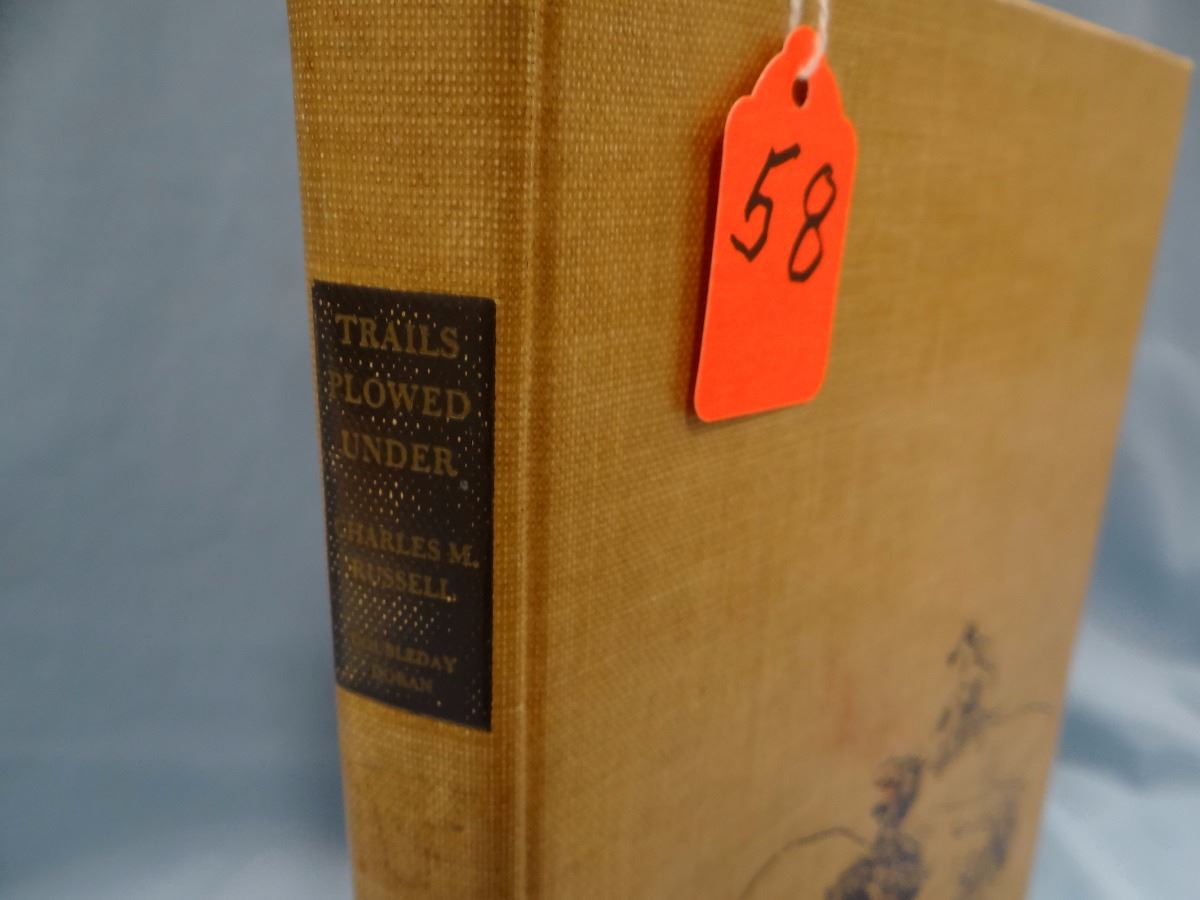 58
TRAILS
PLOWED
UNDER
CHARLES M.
RUSSELL
DOUBLEDAY
DORAN